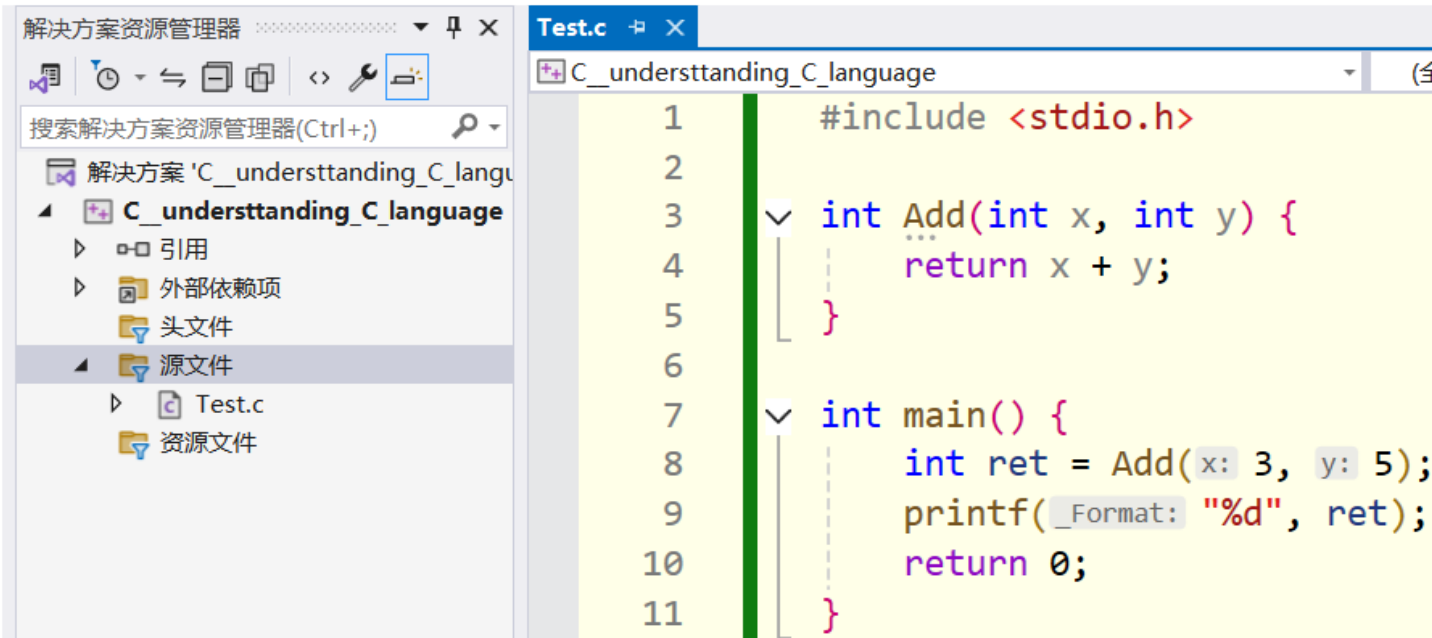 解决方案资源管理器
搜索解决方案资源管理器(Ctrl+;)
解决方案 'C__understtanding_C_langu
C__understtanding_C_language
引用
外部依赖项
头文件
源文件
Test.c
资源文件
Test.c
C__understtanding_C_language (全
1 #include <stdio.h>
2
3 int Add(int x, int y) {
4 return x + y;
5 }
6
7 int main() {
8 int ret = Add(x: 3, y: 5);
9 printf(_Format: "%d", ret);
10 return 0;
11 }